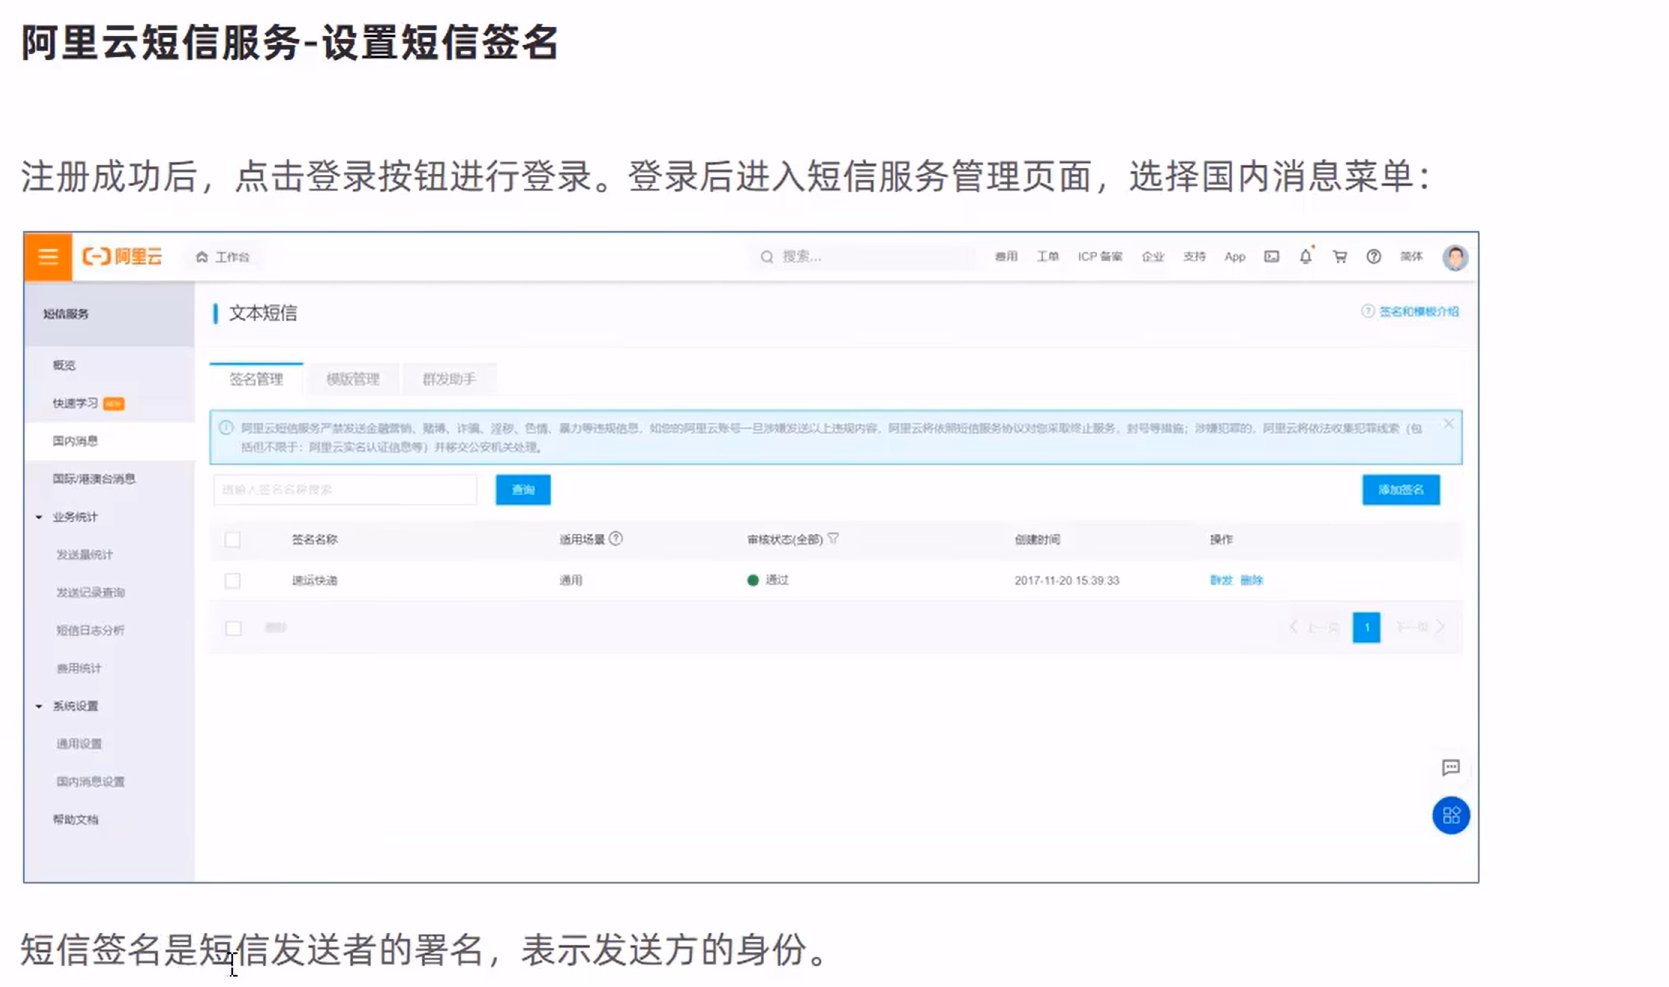 阿里云短信服务-设置短信签名
注册成功后，点击登录按钮进行登录。登录后进入短信服务管理页面，选择国内消息菜单：
阿里云 工作台 搜索... 费用 工单 ICP 备案 企业 支持 App 简体
短信服务
文本短信
签名和模板介绍
概览
快速学习 NEW
国内消息
国际/港澳台消息
业务统计
发送量统计
发送记录查询
短信日志分析
费用统计
系统设置
通用设置
国内消息设置
帮助文档
签名管理 模版管理 群发助手
阿里云短信服务严禁发送金融营销、赌博、诈骗、淫秽、色情、暴力等违规信息，如您的阿里云账号一旦涉嫌发送以上违规内容，阿里云将依照短信服务协议对您采取终止服务、封号等措施；涉嫌犯罪的，阿里云将依法收集犯罪线索（包
括但不限于：阿里云实名认证信息等）并移交公安机关处理。
请输入签名名称搜索 查询 添加签名
签名名称 适用场景 审核状态(全部) 创建时间 操作
速运快递 通用 通过 2017-11-20 15:39:33 群发 删除
删除 上一页 1 下一页
短信签名是短信发送者的署名，表示发送方的身份。